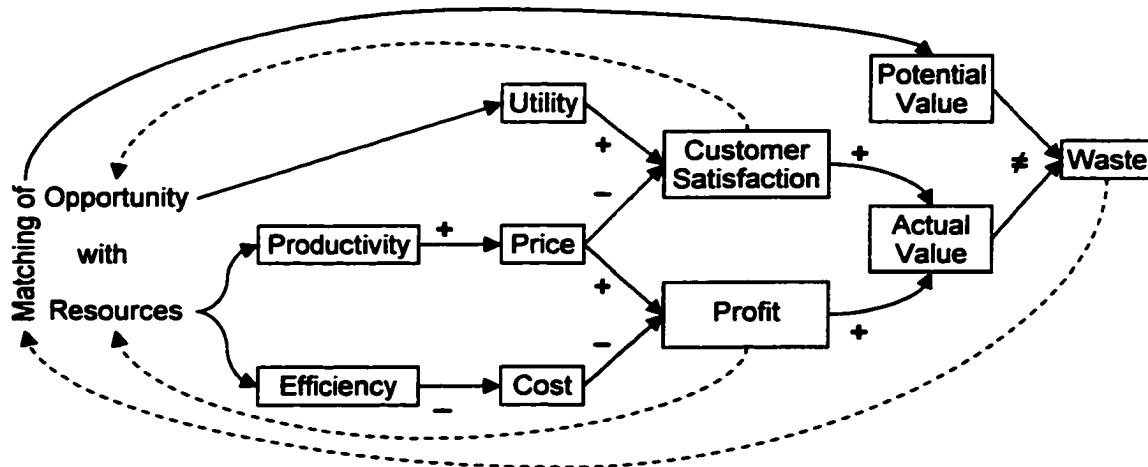 Matching of
Opportunity
with
Resources
Utility
Productivity
+
Price
Efficiency
−
Cost
+
−
Customer
Satisfaction
+
−
Profit
+
+
Potential
Value
Actual
Value
≠
Waste